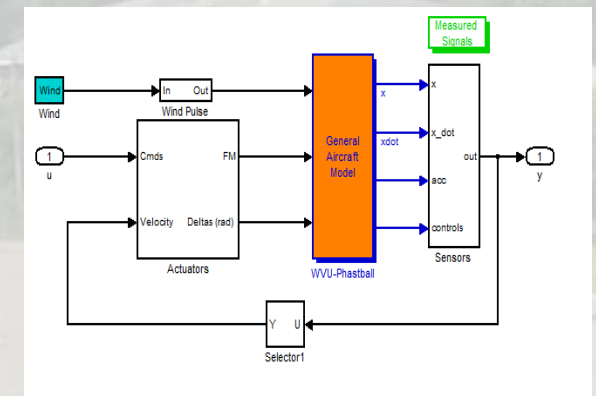 Measured
Signals
Wind
Wind
In Out
Wind Pulse
1
u
Cmds
FM
Velocity
Deltas (rad)
Actuators
General
Aircraft
Model
WVU-Phastball
x
xdot
x
x_dot
out
acc
controls
Sensors
1
y
Y U
Selector1